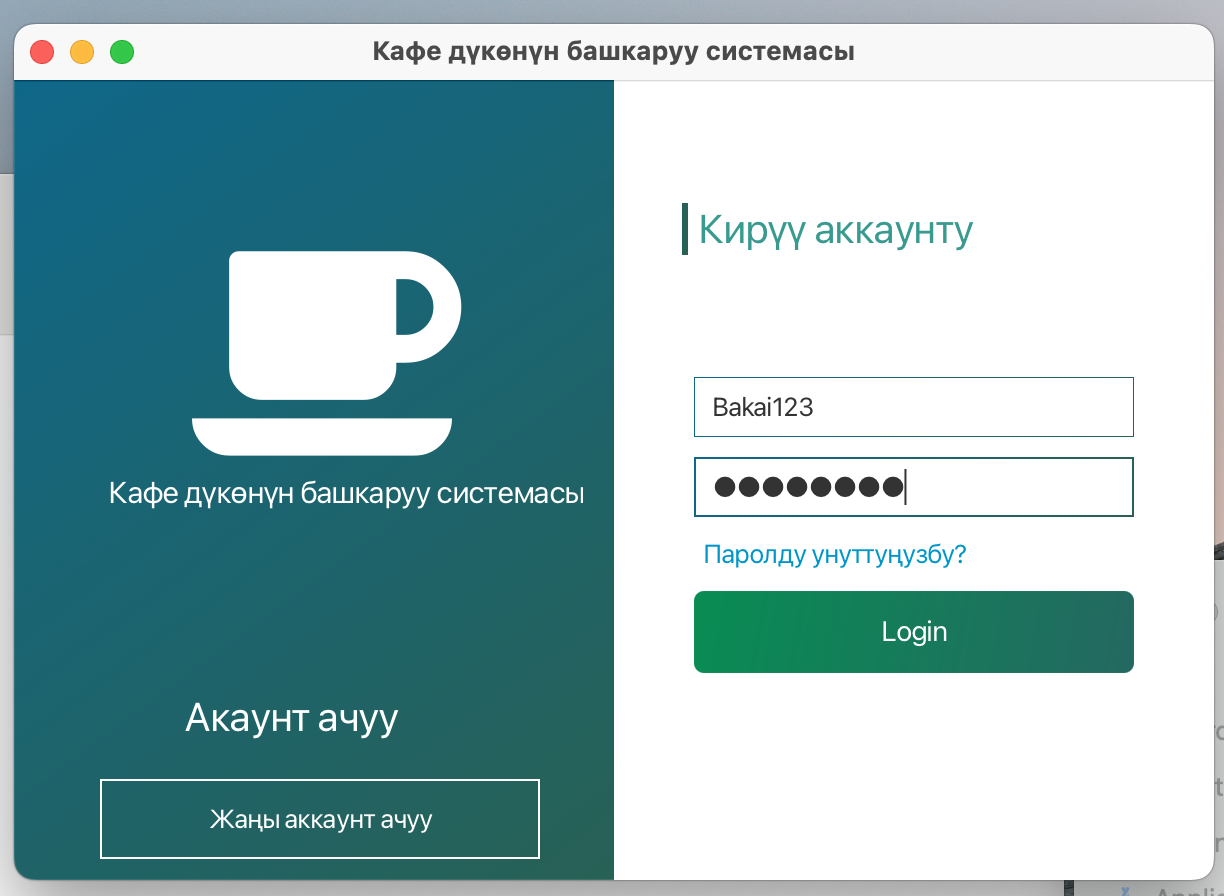 Кафе дүкөнүн башкаруу системасы
Кафе дүкөнүн башкаруу системасы
Акаунт ачуу
Жаңы аккаунт ачуу
Кирүү аккаунту
Bakai123
Паролду унуттуңузбу?
Login